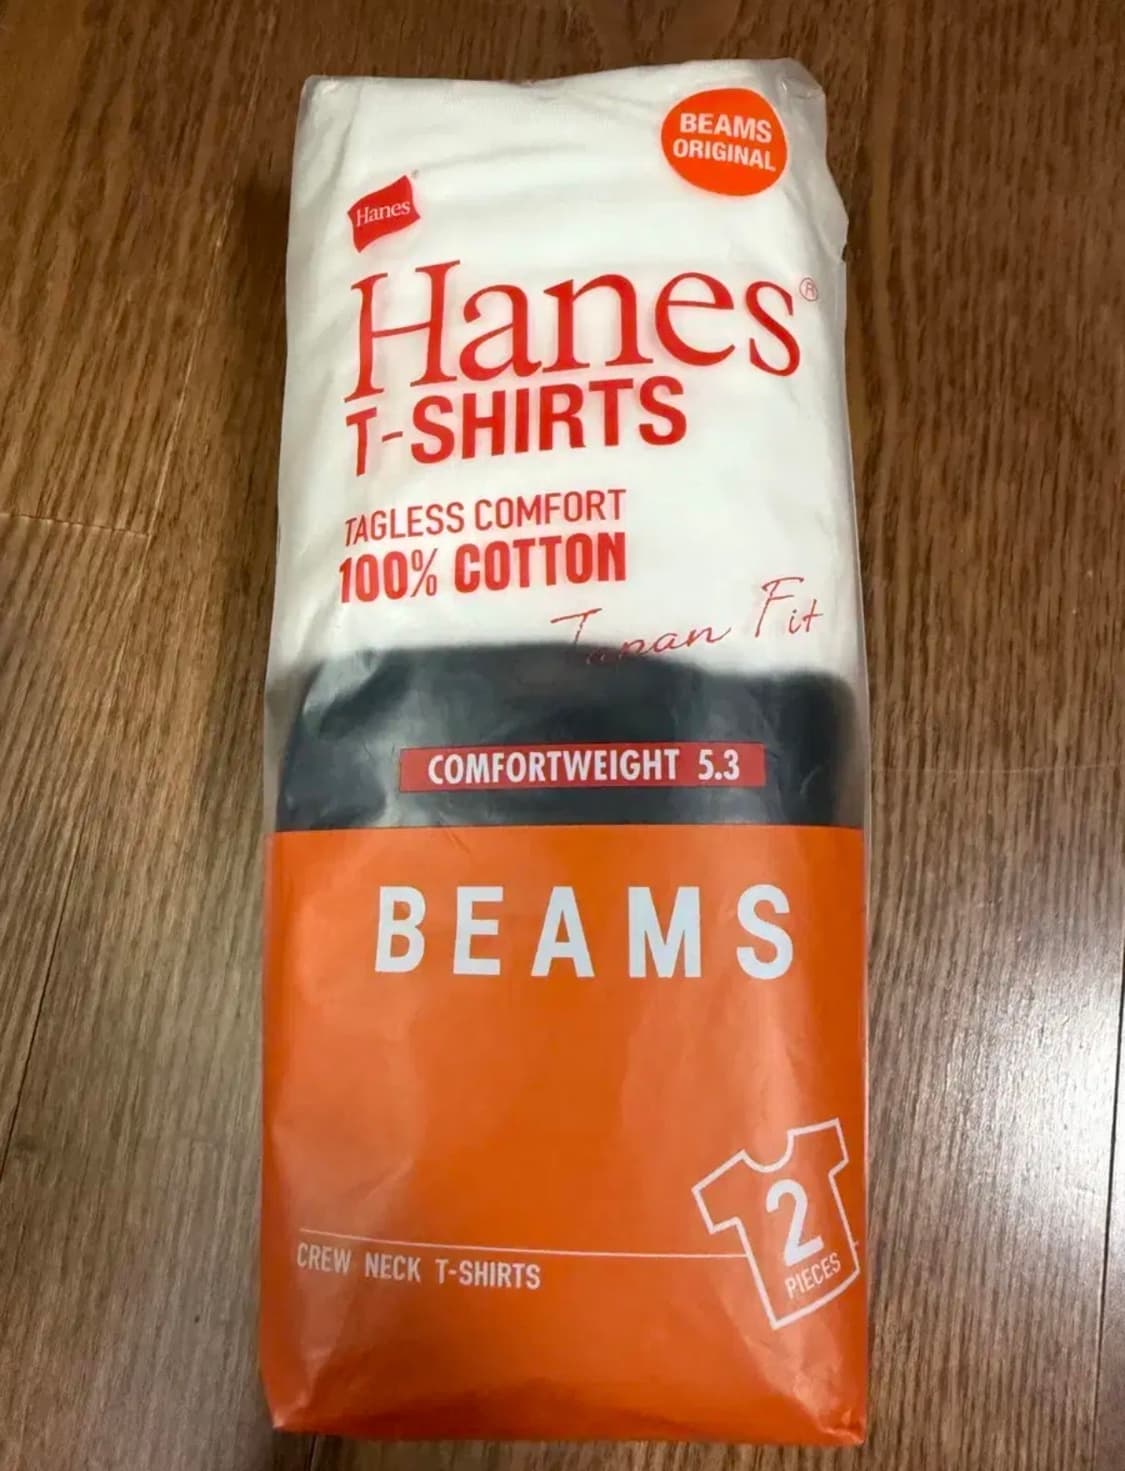 BEAMS
ORIGINAL
Hanes
Hanes®
T-SHIRTS
TAGLESS COMFORT
100% COTTON
Japan Fit
COMFORTWEIGHT 5.3
BEAMS
2
PIECES
CREW NECK T-SHIRTS